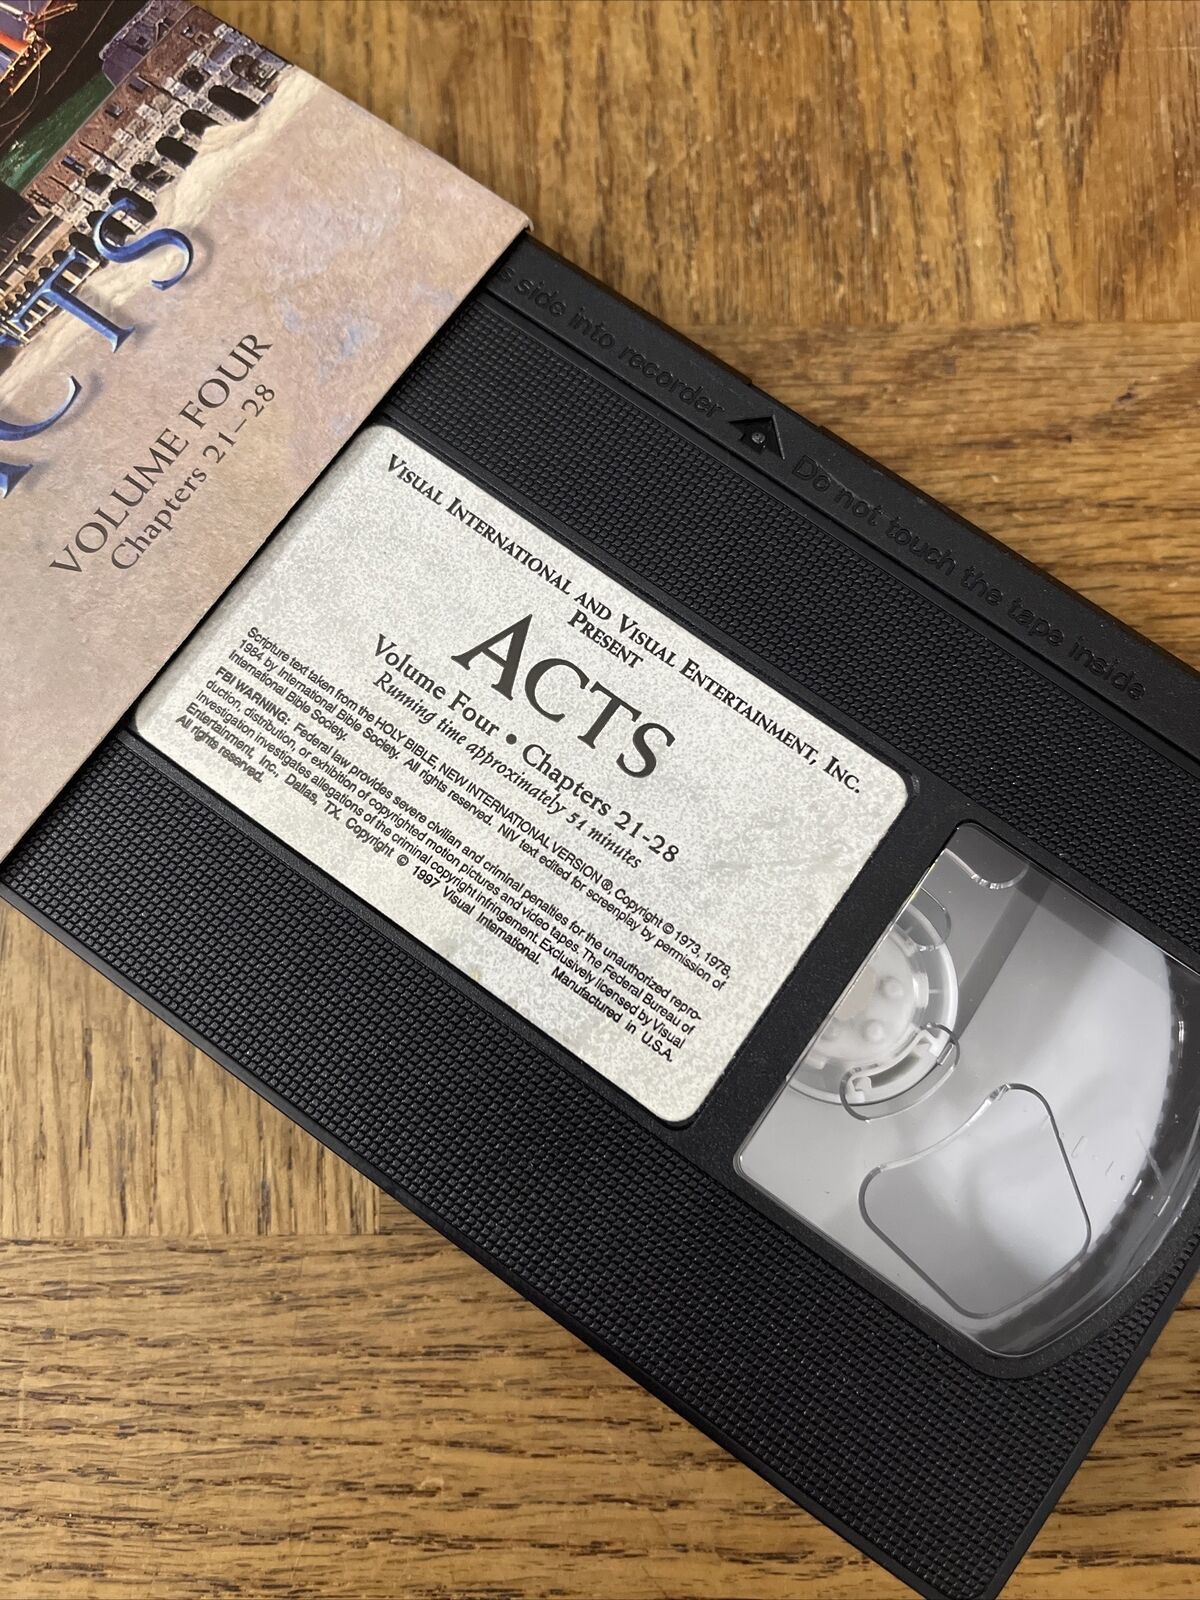 CTS
VOLUME FOUR
Chapters 21-28
s side into recorder Do not touch the tape inside
VISUAL INTERNATIONAL AND VISUAL ENTERTAINMENT, INC.
PRESENT
ACTS
Volume Four • Chapters 21-28
Running time approximately 51 minutes
Scripture text taken from the HOLY BIBLE, NEW INTERNATIONAL VERSION ®, Copyright © 1973, 1978,
1984 by International Bible Society. All rights reserved. NIV text edited for screenplay by permission of
International Bible Society.
FBI WARNING: Federal law provides severe civilian and criminal penalties for the unauthorized repro-
duction, distribution, or exhibition of copyrighted motion pictures and video tapes. The Federal Bureau of
Investigation investigates allegations of the criminal copyright infringement. Exclusively licensed by Visual
Entertainment, Inc., Dallas, TX. Copyright © 1997 Visual International. Manufactured in U.S.A.
All rights reserved.